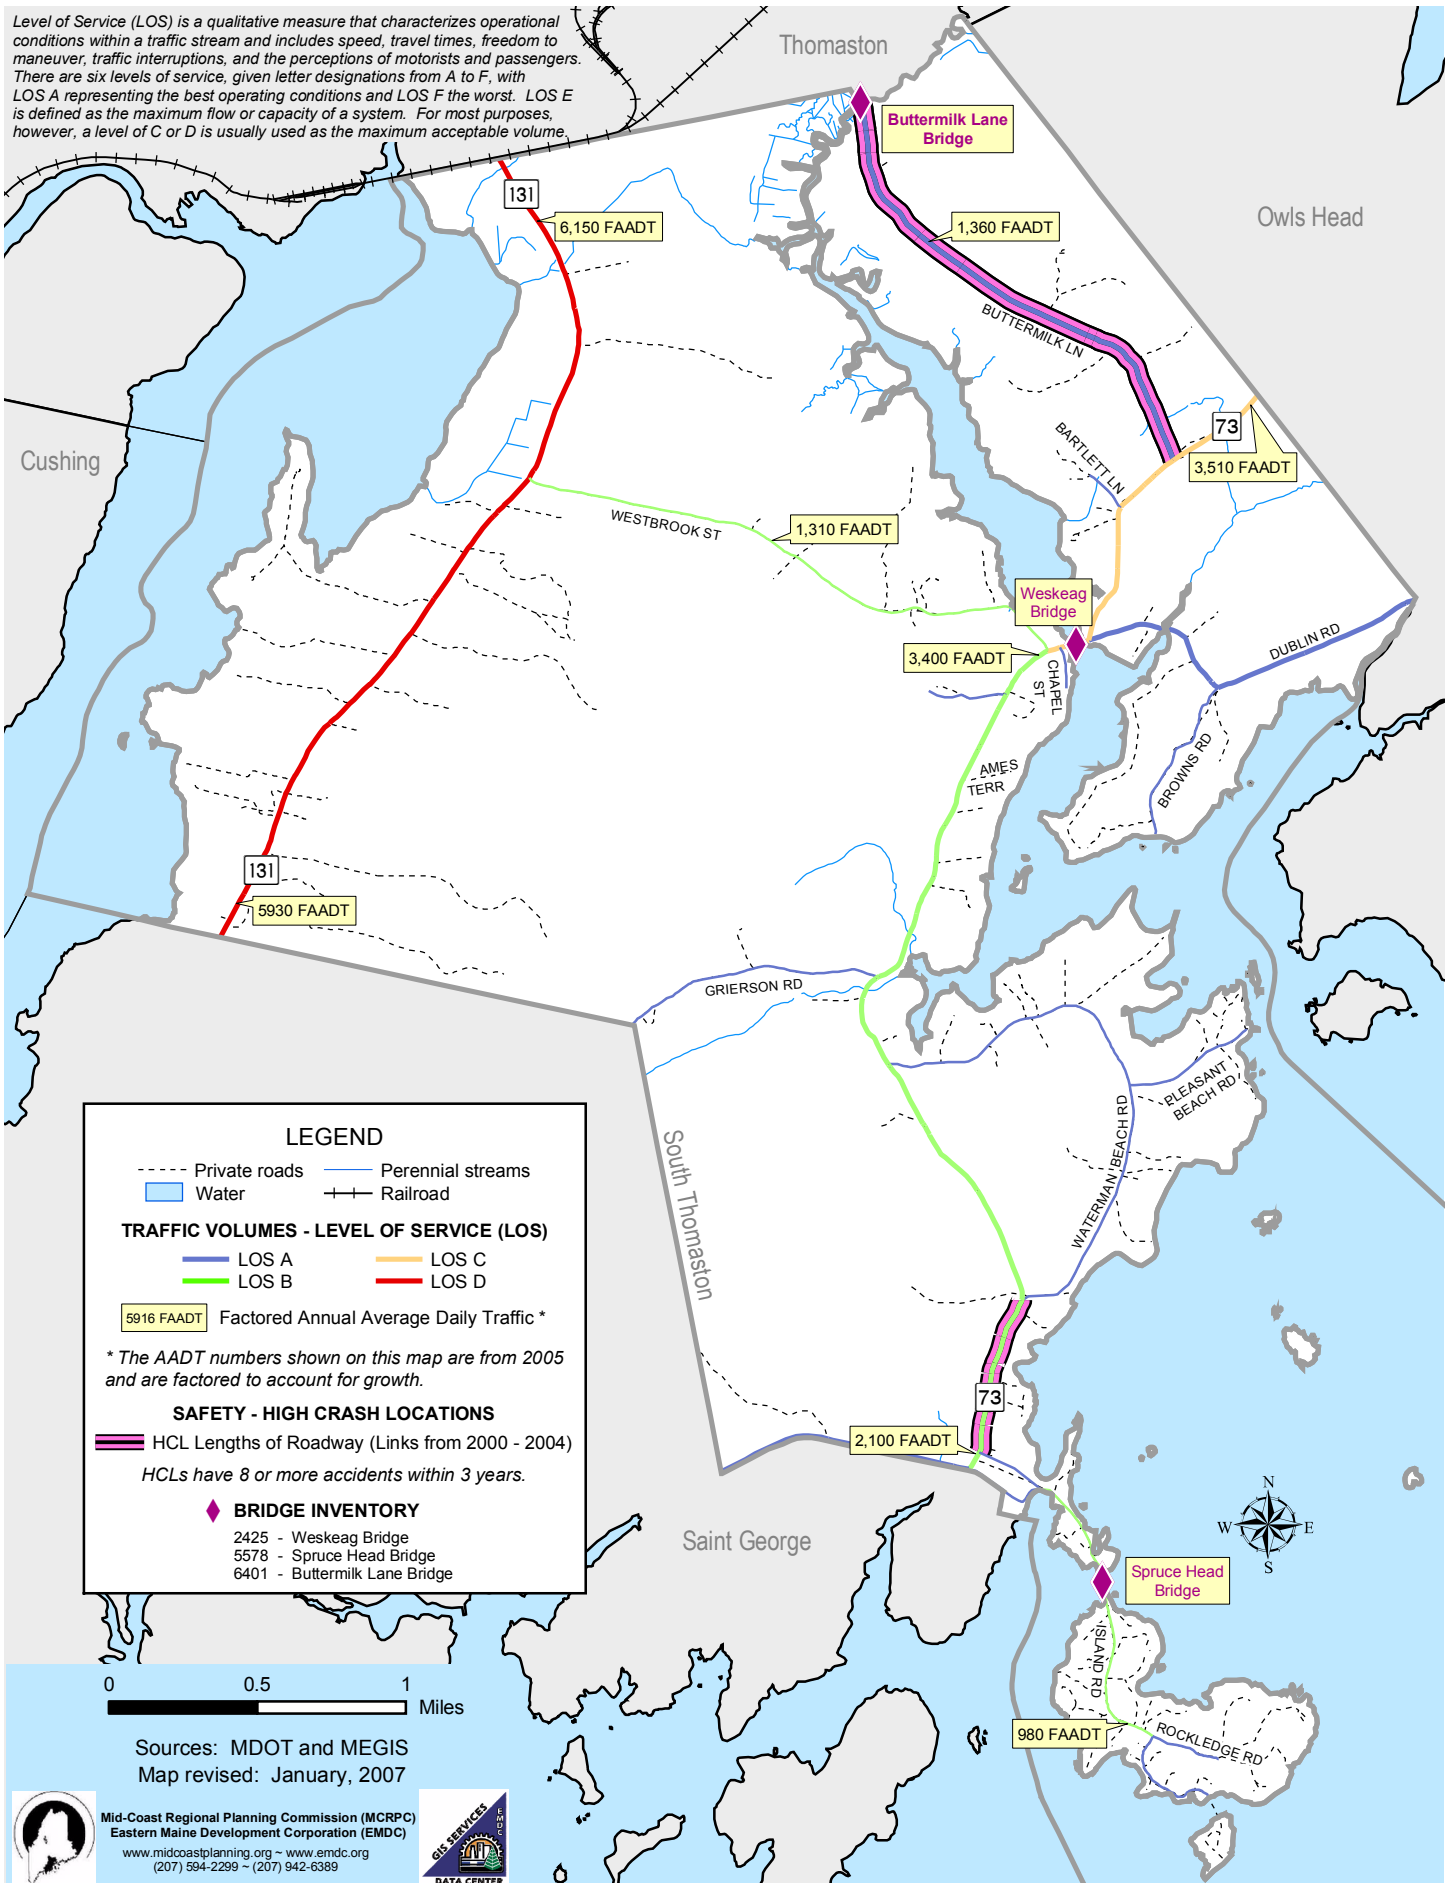 Level of Service (LOS) is a qualitative measure that characterizes operational
conditions within a traffic stream and includes speed, travel times, freedom to
maneuver, traffic interruptions, and the perceptions of motorists and passengers.
There are six levels of service, given letter designations from A to F, with
LOS A representing the best operating conditions and LOS F the worst. LOS E
is defined as the maximum flow or capacity of a system. For most purposes,
however, a level of C or D is usually used as the maximum acceptable volume.
Thomaston
Buttermilk Lane
Bridge
131
6,150 FAADT
1,360 FAADT
Owls Head
BUTTERMILK LN
73
3,510 FAADT
BARTLETT LN
Cushing
WESTBROOK ST
1,310 FAADT
Weskeag
Bridge
3,400 FAADT
CHAPEL
ST
DUBLIN RD
BROWNS RD
AMES
TERR
131
5930 FAADT
GRIERSON RD
PLEASANT
BEACH RD
WATERMAN BEACH RD
South Thomaston
73
2,100 FAADT
Saint George
N
W
E
S
Spruce Head
Bridge
ISLAND RD
980 FAADT
ROCKLEDGE RD
LEGEND
Private roads
Perennial streams
Water
Railroad
TRAFFIC VOLUMES - LEVEL OF SERVICE (LOS)
LOS A
LOS C
LOS B
LOS D
5916 FAADT Factored Annual Average Daily Traffic *
* The AADT numbers shown on this map are from 2005
and are factored to account for growth.
SAFETY - HIGH CRASH LOCATIONS
HCL Lengths of Roadway (Links from 2000 - 2004)
HCLs have 8 or more accidents within 3 years.
BRIDGE INVENTORY
2425 - Weskeag Bridge
5578 - Spruce Head Bridge
6401 - Buttermilk Lane Bridge
0 0.5 1
Miles
Sources: MDOT and MEGIS
Map revised: January, 2007
Mid-Coast Regional Planning Commission (MCRPC)
Eastern Maine Development Corporation (EMDC)
www.midcoastplanning.org ~ www.emdc.org
(207) 594-2299 ~ (207) 942-6389
GIS SERVICES
EMDC
DATA CENTER